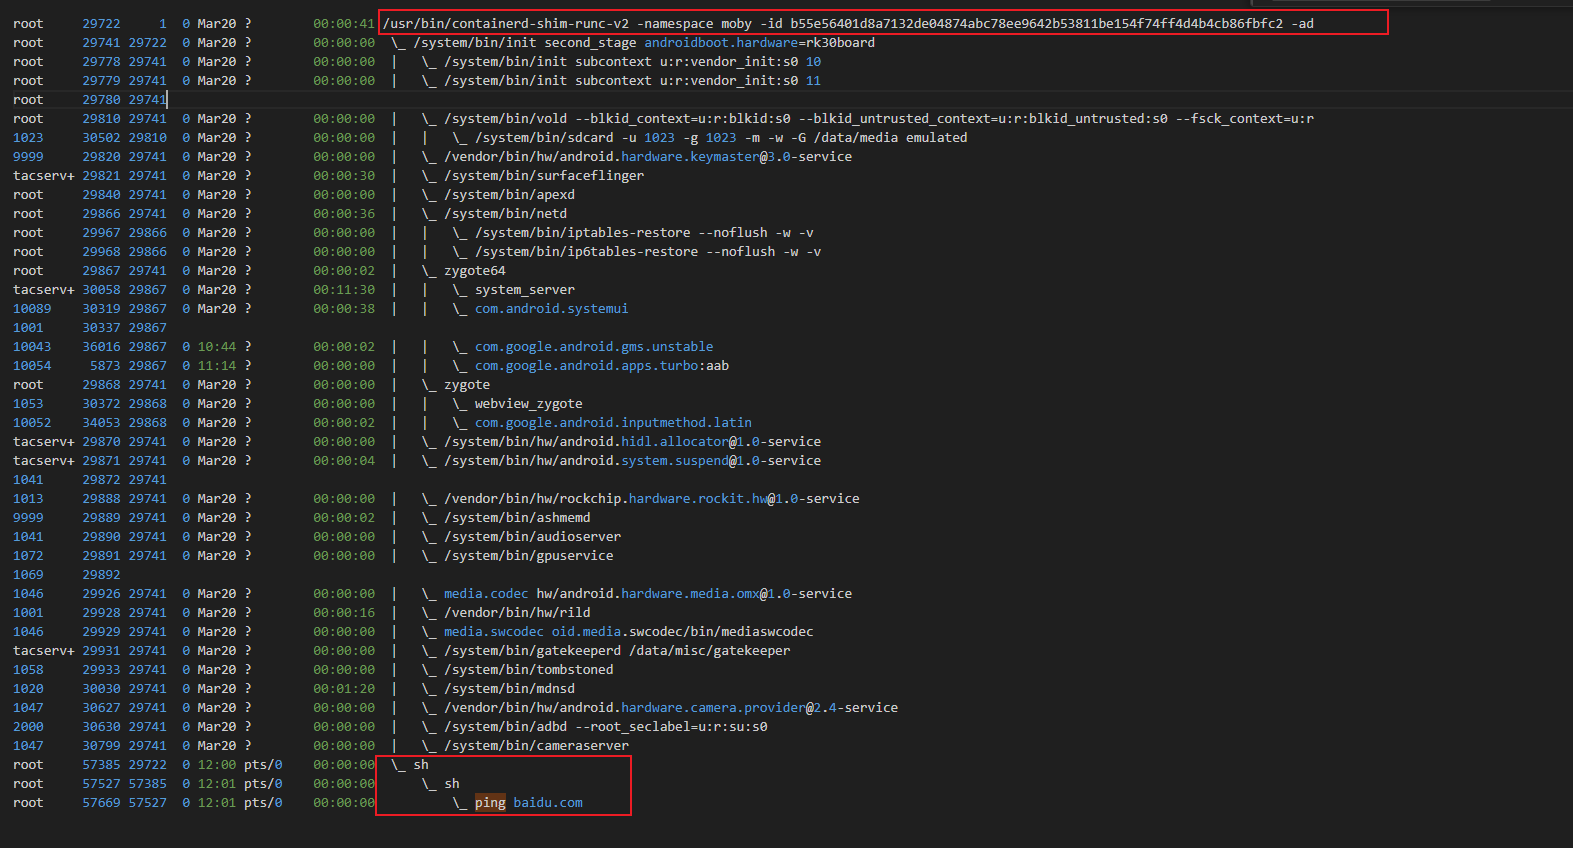 root 29722 1 0 Mar20 ? 00:00:41 /usr/bin/containerd-shim-runc-v2 -namespace moby -id b55e56401d8a7132de04874abc78ee9642b53811be154f74ff4d4b4cb86fbfc2 -ad
root 29741 29722 0 Mar20 ? 00:00:00 \_ /system/bin/init second_stage androidboot.hardware=rk30board
root 29778 29741 0 Mar20 ? 00:00:00 | \_ /system/bin/init subcontext u:r:vendor_init:s0 10
root 29779 29741 0 Mar20 ? 00:00:00 | \_ /system/bin/init subcontext u:r:vendor_init:s0 11
root 29780 29741
root 29810 29741 0 Mar20 ? 00:00:00 | \_ /system/bin/vold --blkid_context=u:r:blkid:s0 --blkid_untrusted_context=u:r:blkid_untrusted:s0 --fsck_context=u:r
1023 30502 29810 0 Mar20 ? 00:00:00 | | \_ /system/bin/sdcard -u 1023 -g 1023 -m -w -G /data/media emulated
9999 29820 29741 0 Mar20 ? 00:00:00 | \_ /vendor/bin/hw/android.hardware.keymaster@3.0-service
tacserv+ 29821 29741 0 Mar20 ? 00:00:30 | \_ /system/bin/surfaceflinger
root 29840 29741 0 Mar20 ? 00:00:00 | \_ /system/bin/apexd
root 29866 29741 0 Mar20 ? 00:00:36 | \_ /system/bin/netd
root 29967 29866 0 Mar20 ? 00:00:00 | | \_ /system/bin/iptables-restore --noflush -w -v
root 29968 29866 0 Mar20 ? 00:00:00 | | \_ /system/bin/ip6tables-restore --noflush -w -v
root 29867 29741 0 Mar20 ? 00:00:02 | \_ zygote64
tacserv+ 30058 29867 0 Mar20 ? 00:11:30 | | \_ system_server
10089 30319 29867 0 Mar20 ? 00:00:38 | | \_ com.android.systemui
1001 30337 29867
10043 36016 29867 0 10:44 ? 00:00:02 | | \_ com.google.android.gms.unstable
10054 5873 29867 0 11:14 ? 00:00:00 | | \_ com.google.android.apps.turbo:aab
root 29868 29741 0 Mar20 ? 00:00:00 | \_ zygote
1053 30372 29868 0 Mar20 ? 00:00:00 | | \_ webview_zygote
10052 34053 29868 0 Mar20 ? 00:00:02 | | \_ com.google.android.inputmethod.latin
tacserv+ 29870 29741 0 Mar20 ? 00:00:00 | \_ /system/bin/hw/android.hidl.allocator@1.0-service
tacserv+ 29871 29741 0 Mar20 ? 00:00:04 | \_ /system/bin/hw/android.system.suspend@1.0-service
1041 29872 29741
1013 29888 29741 0 Mar20 ? 00:00:00 | \_ /vendor/bin/hw/rockchip.hardware.rockit.hw@1.0-service
9999 29889 29741 0 Mar20 ? 00:00:02 | \_ /system/bin/ashmemd
1041 29890 29741 0 Mar20 ? 00:00:00 | \_ /system/bin/audioserver
1072 29891 29741 0 Mar20 ? 00:00:00 | \_ /system/bin/gpuservice
1069 29892
1046 29926 29741 0 Mar20 ? 00:00:00 | \_ media.codec hw/android.hardware.media.omx@1.0-service
1001 29928 29741 0 Mar20 ? 00:00:16 | \_ /vendor/bin/hw/rild
1046 29929 29741 0 Mar20 ? 00:00:00 | \_ media.swcodec oid.media.swcodec/bin/mediaswcodec
tacserv+ 29931 29741 0 Mar20 ? 00:00:00 | \_ /system/bin/gatekeeperd /data/misc/gatekeeper
1058 29933 29741 0 Mar20 ? 00:00:00 | \_ /system/bin/tombstoned
1020 30030 29741 0 Mar20 ? 00:01:20 | \_ /system/bin/mdnsd
1047 30627 29741 0 Mar20 ? 00:00:00 | \_ /vendor/bin/hw/android.hardware.camera.provider@2.4-service
2000 30630 29741 0 Mar20 ? 00:00:00 | \_ /system/bin/adbd --root_seclabel=u:r:su:s0
1047 30799 29741 0 Mar20 ? 00:00:00 | \_ /system/bin/cameraserver
root 57385 29722 0 12:00 pts/0 00:00:00 \_ sh
root 57527 57385 0 12:01 pts/0 00:00:00 \_ sh
root 57669 57527 0 12:01 pts/0 00:00:00 \_ ping baidu.com